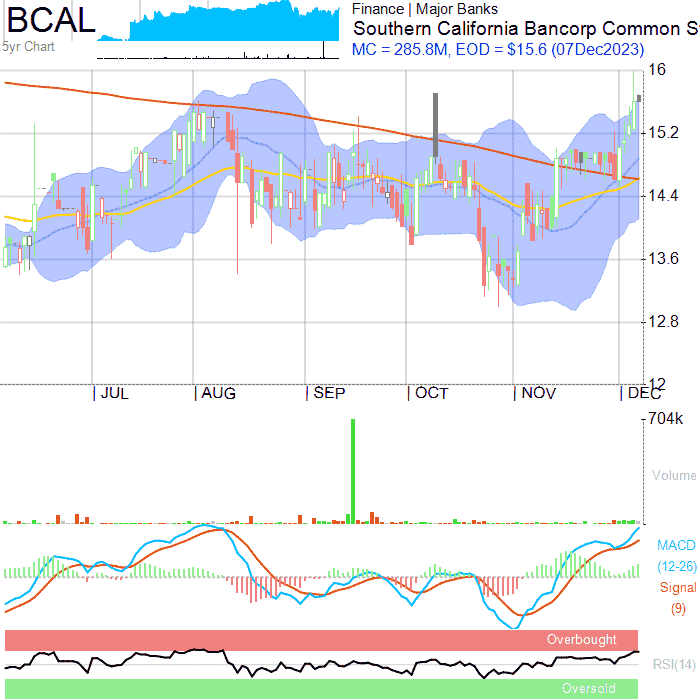 BCAL
5yr Chart
Finance | Major Banks
Southern California Bancorp Common S
MC = 285.8M, EOD = $15.6 (07Dec2023)
16
15.2
14.4
13.6
12.8
12
JUL AUG SEP OCT NOV DEC
704k
Volume
MACD
(12-26)
Signal
(9)
Overbought
RSI(14)
Oversold